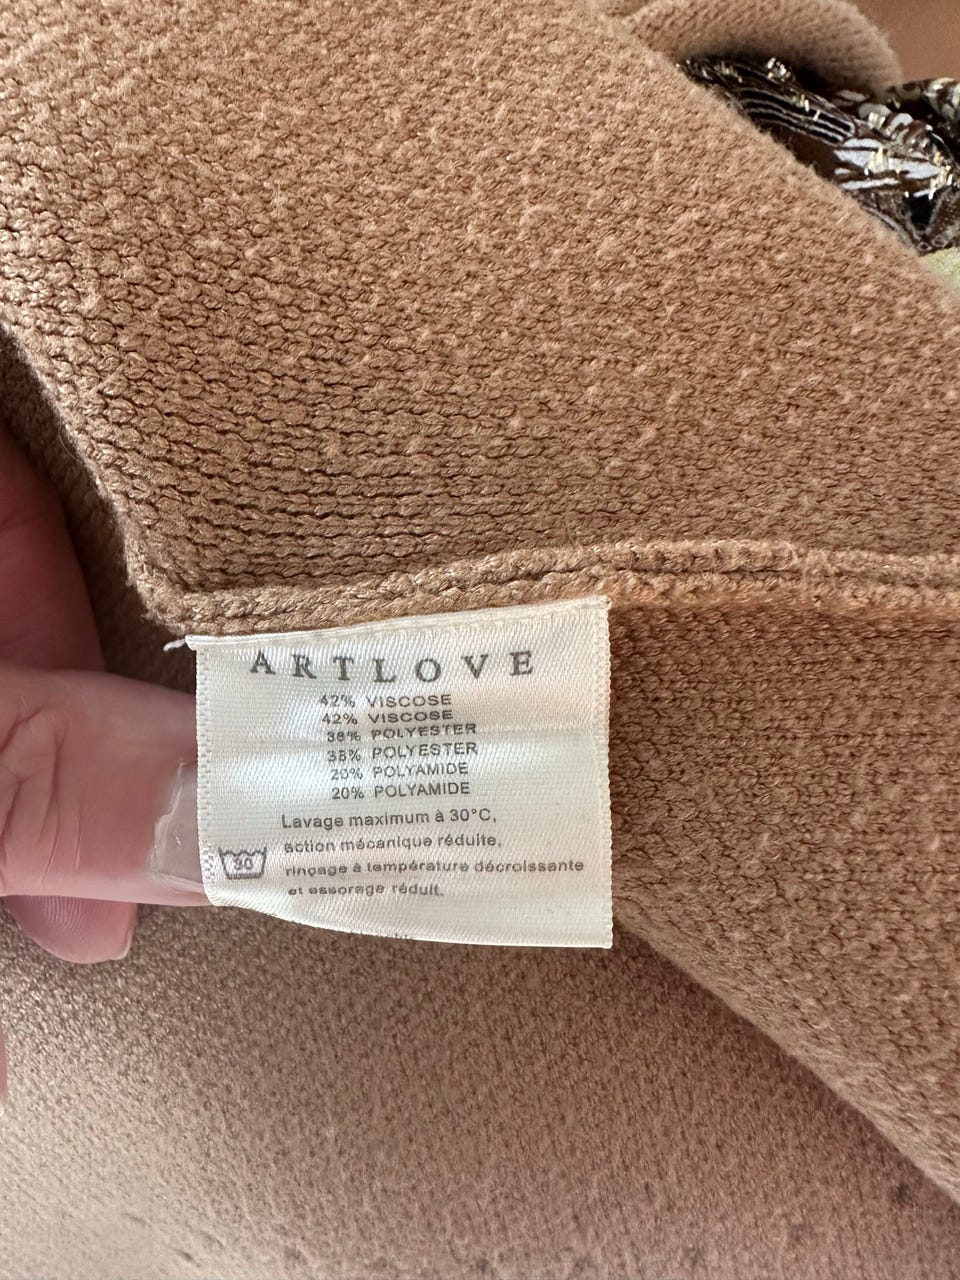 ARTLOVE
42% VISCOSE
42% VISCOSE
38% POLYESTER
38% POLYESTER
20% POLYAMIDE
20% POLYAMIDE
Lavage maximum à 30°C,
action mécanique réduite,
30
rinçage à température décroissante
et essorage réduit.